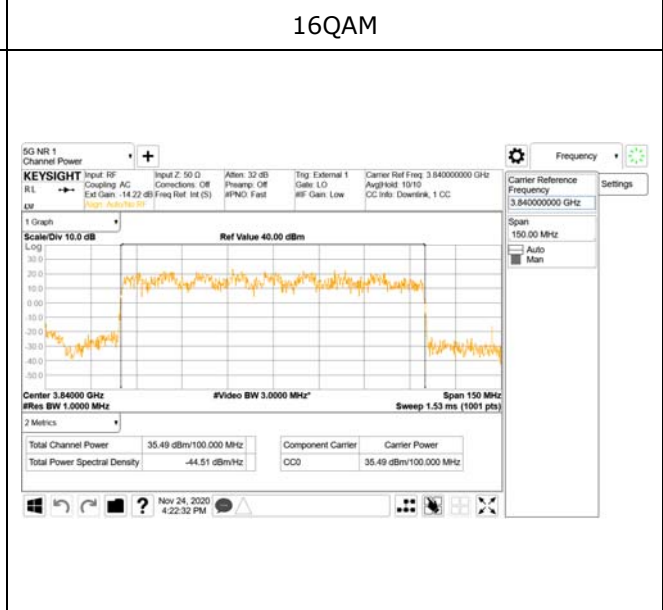 16QAM
5G NR 1
Channel Power
Frequency
KEYSIGHT Input: RF Input Z: 50 Ω Atten: 32 dB Trig: External 1 Carrier Ref Freq: 3.840000000 GHz
RL Coupling: AC Corrections: Off Preamp: Off Gate: LO Avg|Hold: 10/10
Ext Gain: -14.22 dB Freq Ref: Int (S) #PNO: Fast #IF Gain: Low CC Info: Downlink, 1 CC
Align: Auto/No RF
Carrier Reference Frequency
3.840000000 GHz
Settings
Span
150.00 MHz
Auto
Man
1 Graph
Scale/Div 10.0 dB Ref Value 40.00 dBm
Log
30.0
20.0
10.0
0.00
-10.0
-20.0
-30.0
-40.0
-50.0
Center 3.84000 GHz #Video BW 3.0000 MHz* Span 150 MHz
#Res BW 1.0000 MHz Sweep 1.53 ms (1001 pts)
2 Metrics
Total Channel Power 35.49 dBm/100.000 MHz Component Carrier Carrier Power
Total Power Spectral Density -44.51 dBm/Hz CC0 35.49 dBm/100.000 MHz
Nov 24, 2020
4:22:32 PM